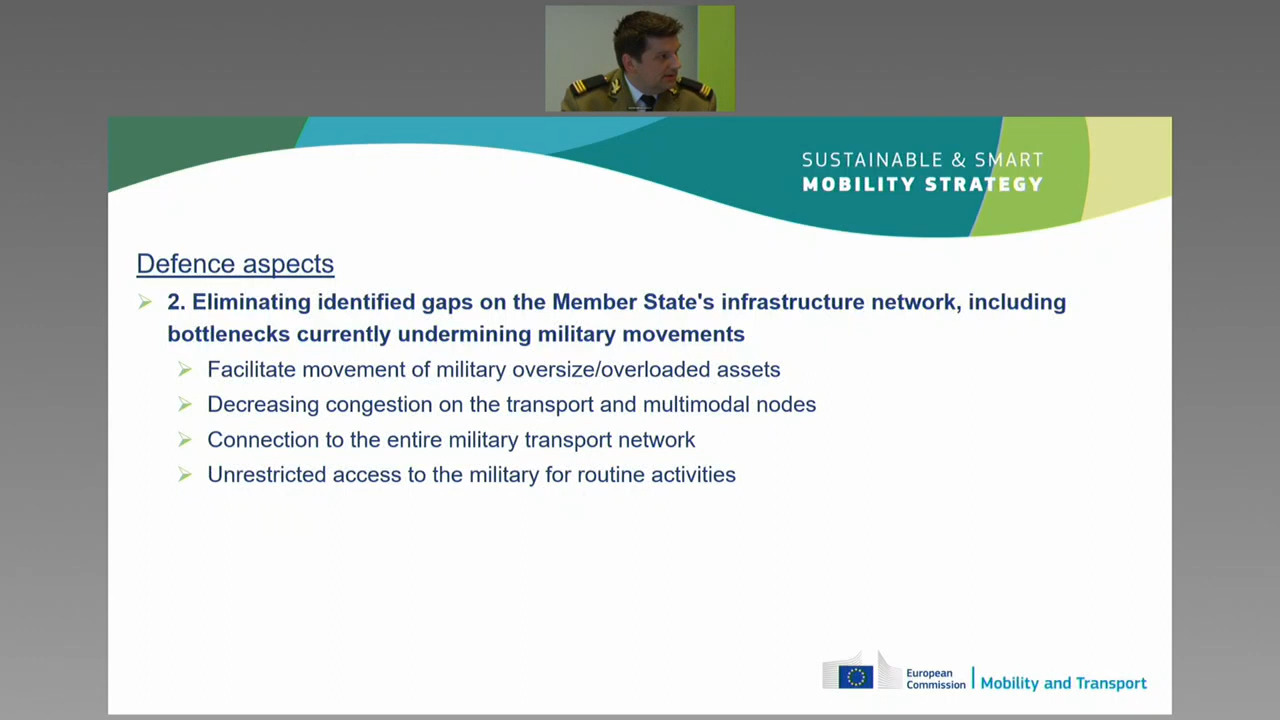 SUSTAINABLE & SMART
MOBILITY STRATEGY
Defence aspects
2. Eliminating identified gaps on the Member State's infrastructure network, including
bottlenecks currently undermining military movements
Facilitate movement of military oversize/overloaded assets
Decreasing congestion on the transport and multimodal nodes
Connection to the entire military transport network
Unrestricted access to the military for routine activities
European
Commission
Mobility and Transport